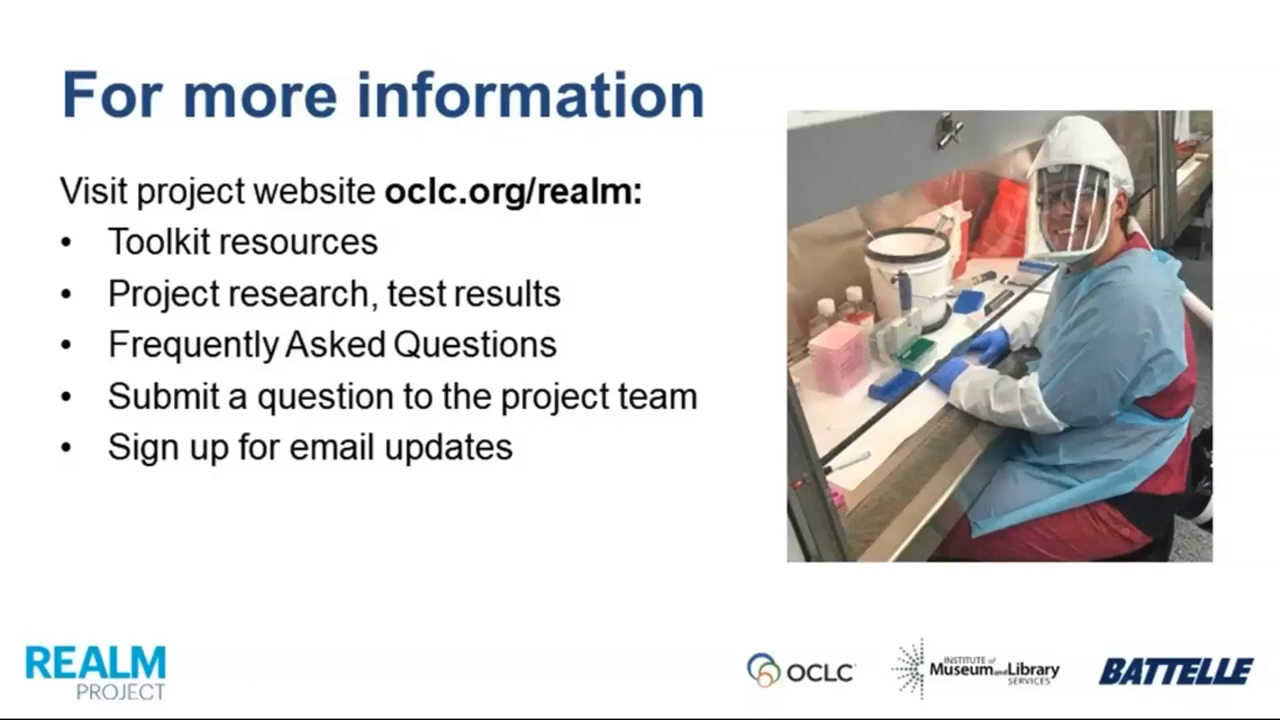 For more information
Visit project website oclc.org/realm:
• Toolkit resources
• Project research, test results
• Frequently Asked Questions
• Submit a question to the project team
• Sign up for email updates
REALM
PROJECT
OCLC
INSTITUTE of
Museum and Library
SERVICES
BATTELLE